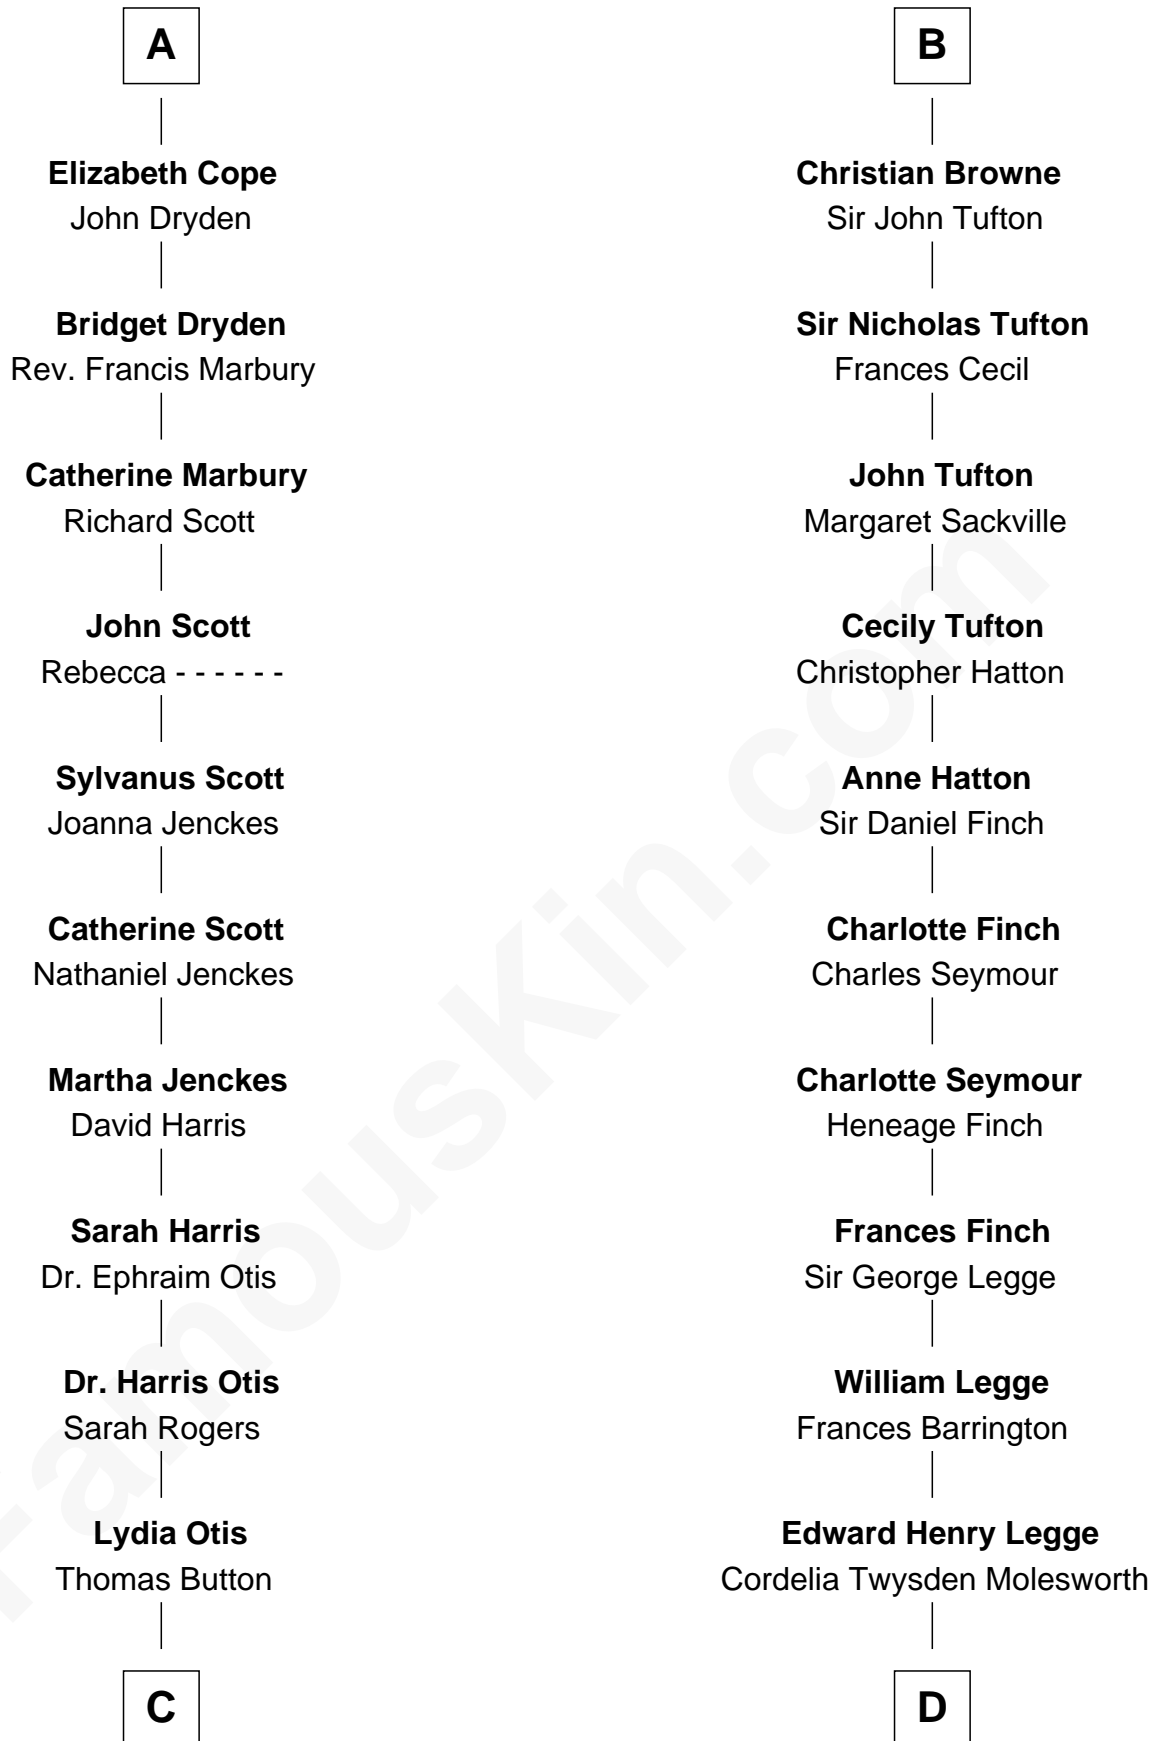 A
Elizabeth Cope
John Dryden
Bridget Dryden
Rev. Francis Marbury
Catherine Marbury
Richard Scott
John Scott
Rebecca - - - - - -
Sylvanus Scott
Joanna Jenckes
Catherine Scott
Nathaniel Jenckes
Martha Jenckes
David Harris
Sarah Harris
Dr. Ephraim Otis
Dr. Harris Otis
Sarah Rogers
Lydia Otis
Thomas Button
C
B
Christian Browne
Sir John Tufton
Sir Nicholas Tufton
Frances Cecil
John Tufton
Margaret Sackville
Cecily Tufton
Christopher Hatton
Anne Hatton
Sir Daniel Finch
Charlotte Finch
Charles Seymour
Charlotte Seymour
Heneage Finch
Frances Finch
Sir George Legge
William Legge
Frances Barrington
Edward Henry Legge
Cordelia Twysden Molesworth
D
FamousKin.com